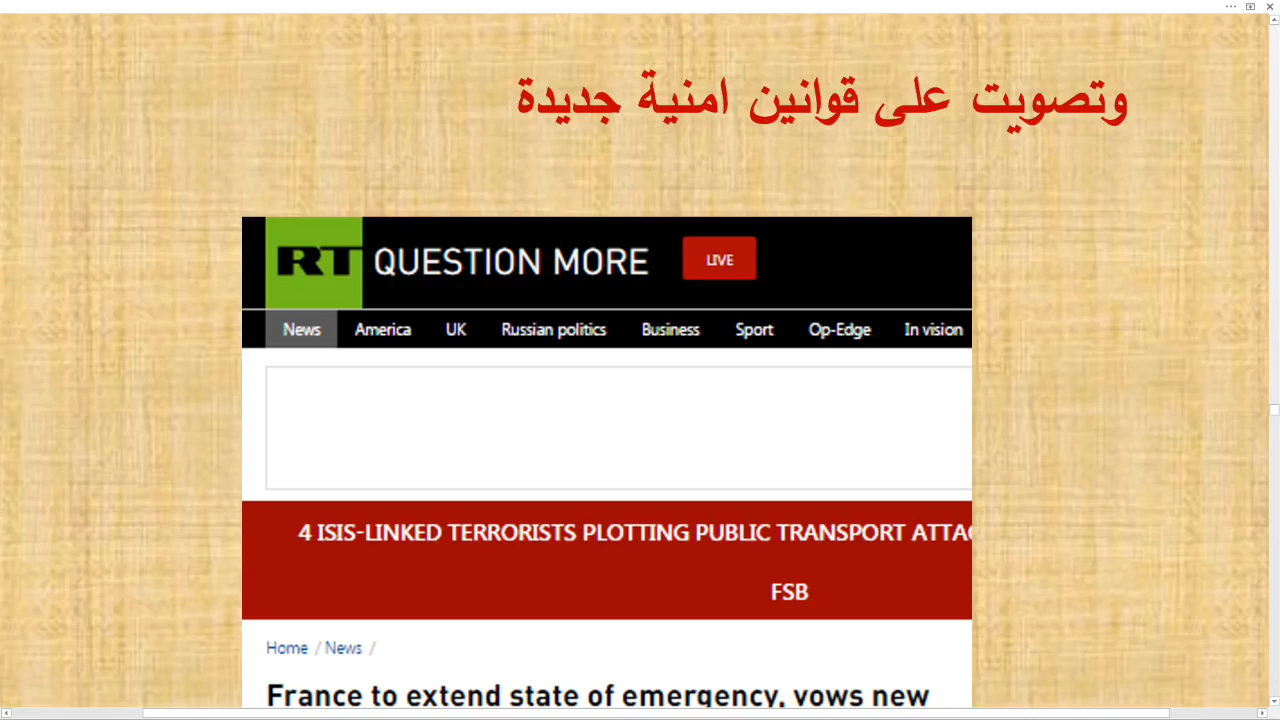 وتصويت على قوانين امنية جديدة
RT QUESTION MORE LIVE
News America UK Russian politics Business Sport Op-Edge In vision
4 ISIS-LINKED TERRORISTS PLOTTING PUBLIC TRANSPORT
FSB
Home / News /
France to extend state of emergency, vows new